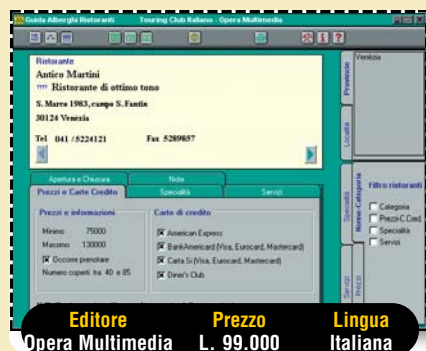 Guida Alberghi Ristoranti Touring Club Italiano - Opera Multimedia
Ristorante
Antico Martini
Ristorante di ottimo tono
S. Marco 1983, campo S. Fantin
30124 Venezia
Tel 041 / 5224121 Fax 5289857
Apertura e Chiusura Note
Prezzi e Carte Credito Specialità Servizi
Prezzi e informazioni
Minimo 75000
Massimo 130000
Occorre prenotare
Numero coperti tra 40 e 85
Carte di credito
American Express
BankAmericard (Visa, Eurocard, Mastercard)
Carta Si (Visa, Eurocard, Mastercard)
Diner's Club
Province
Località
Venezia
Specialità
Nome-Categoria
Servizi
Prezzi
Filtro ristoranti
Categoria
Prezzi-C.Cred.
Specialità
Servizi
Editore Prezzo Lingua
Opera Multimedia L. 99.000 Italiana